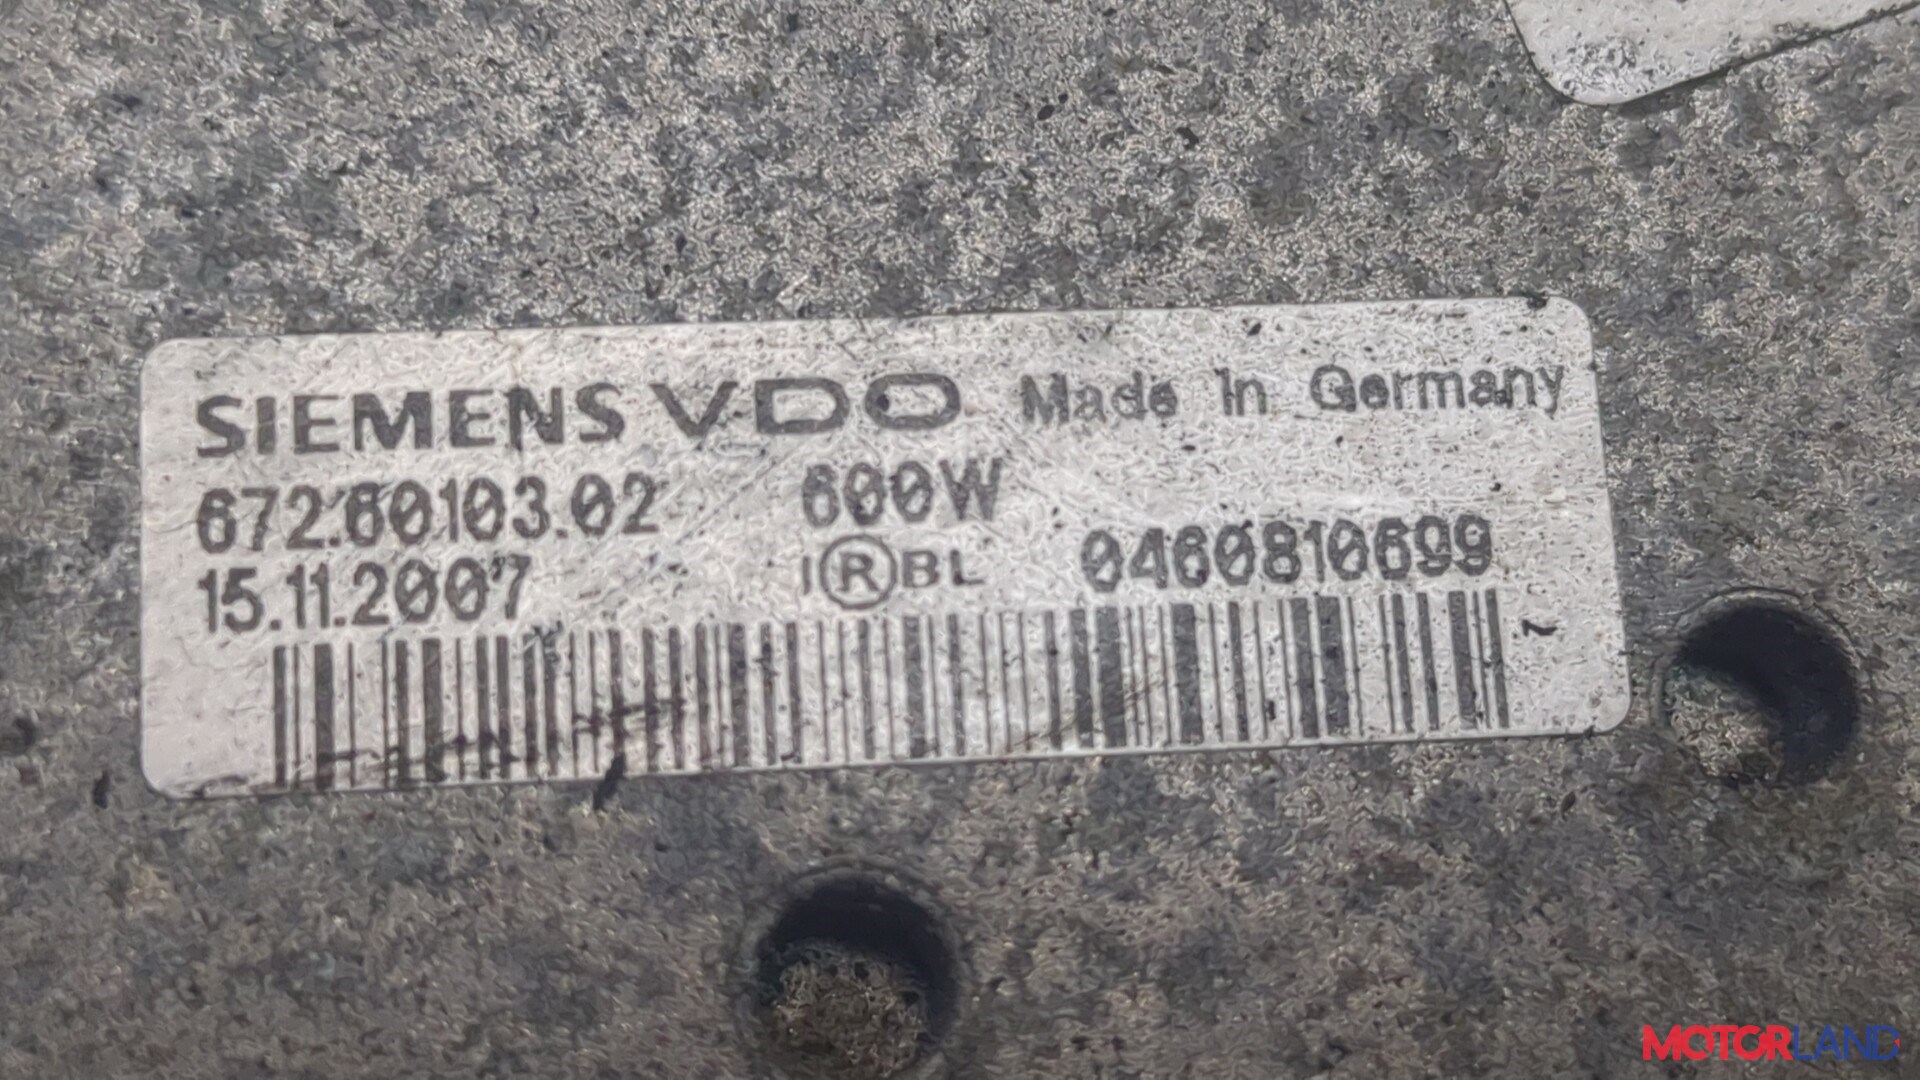 SIEMENS VDO Made in Germany
672.60103.02 600W
15.11.2007 I®BL 0460810699
MOTORLAND